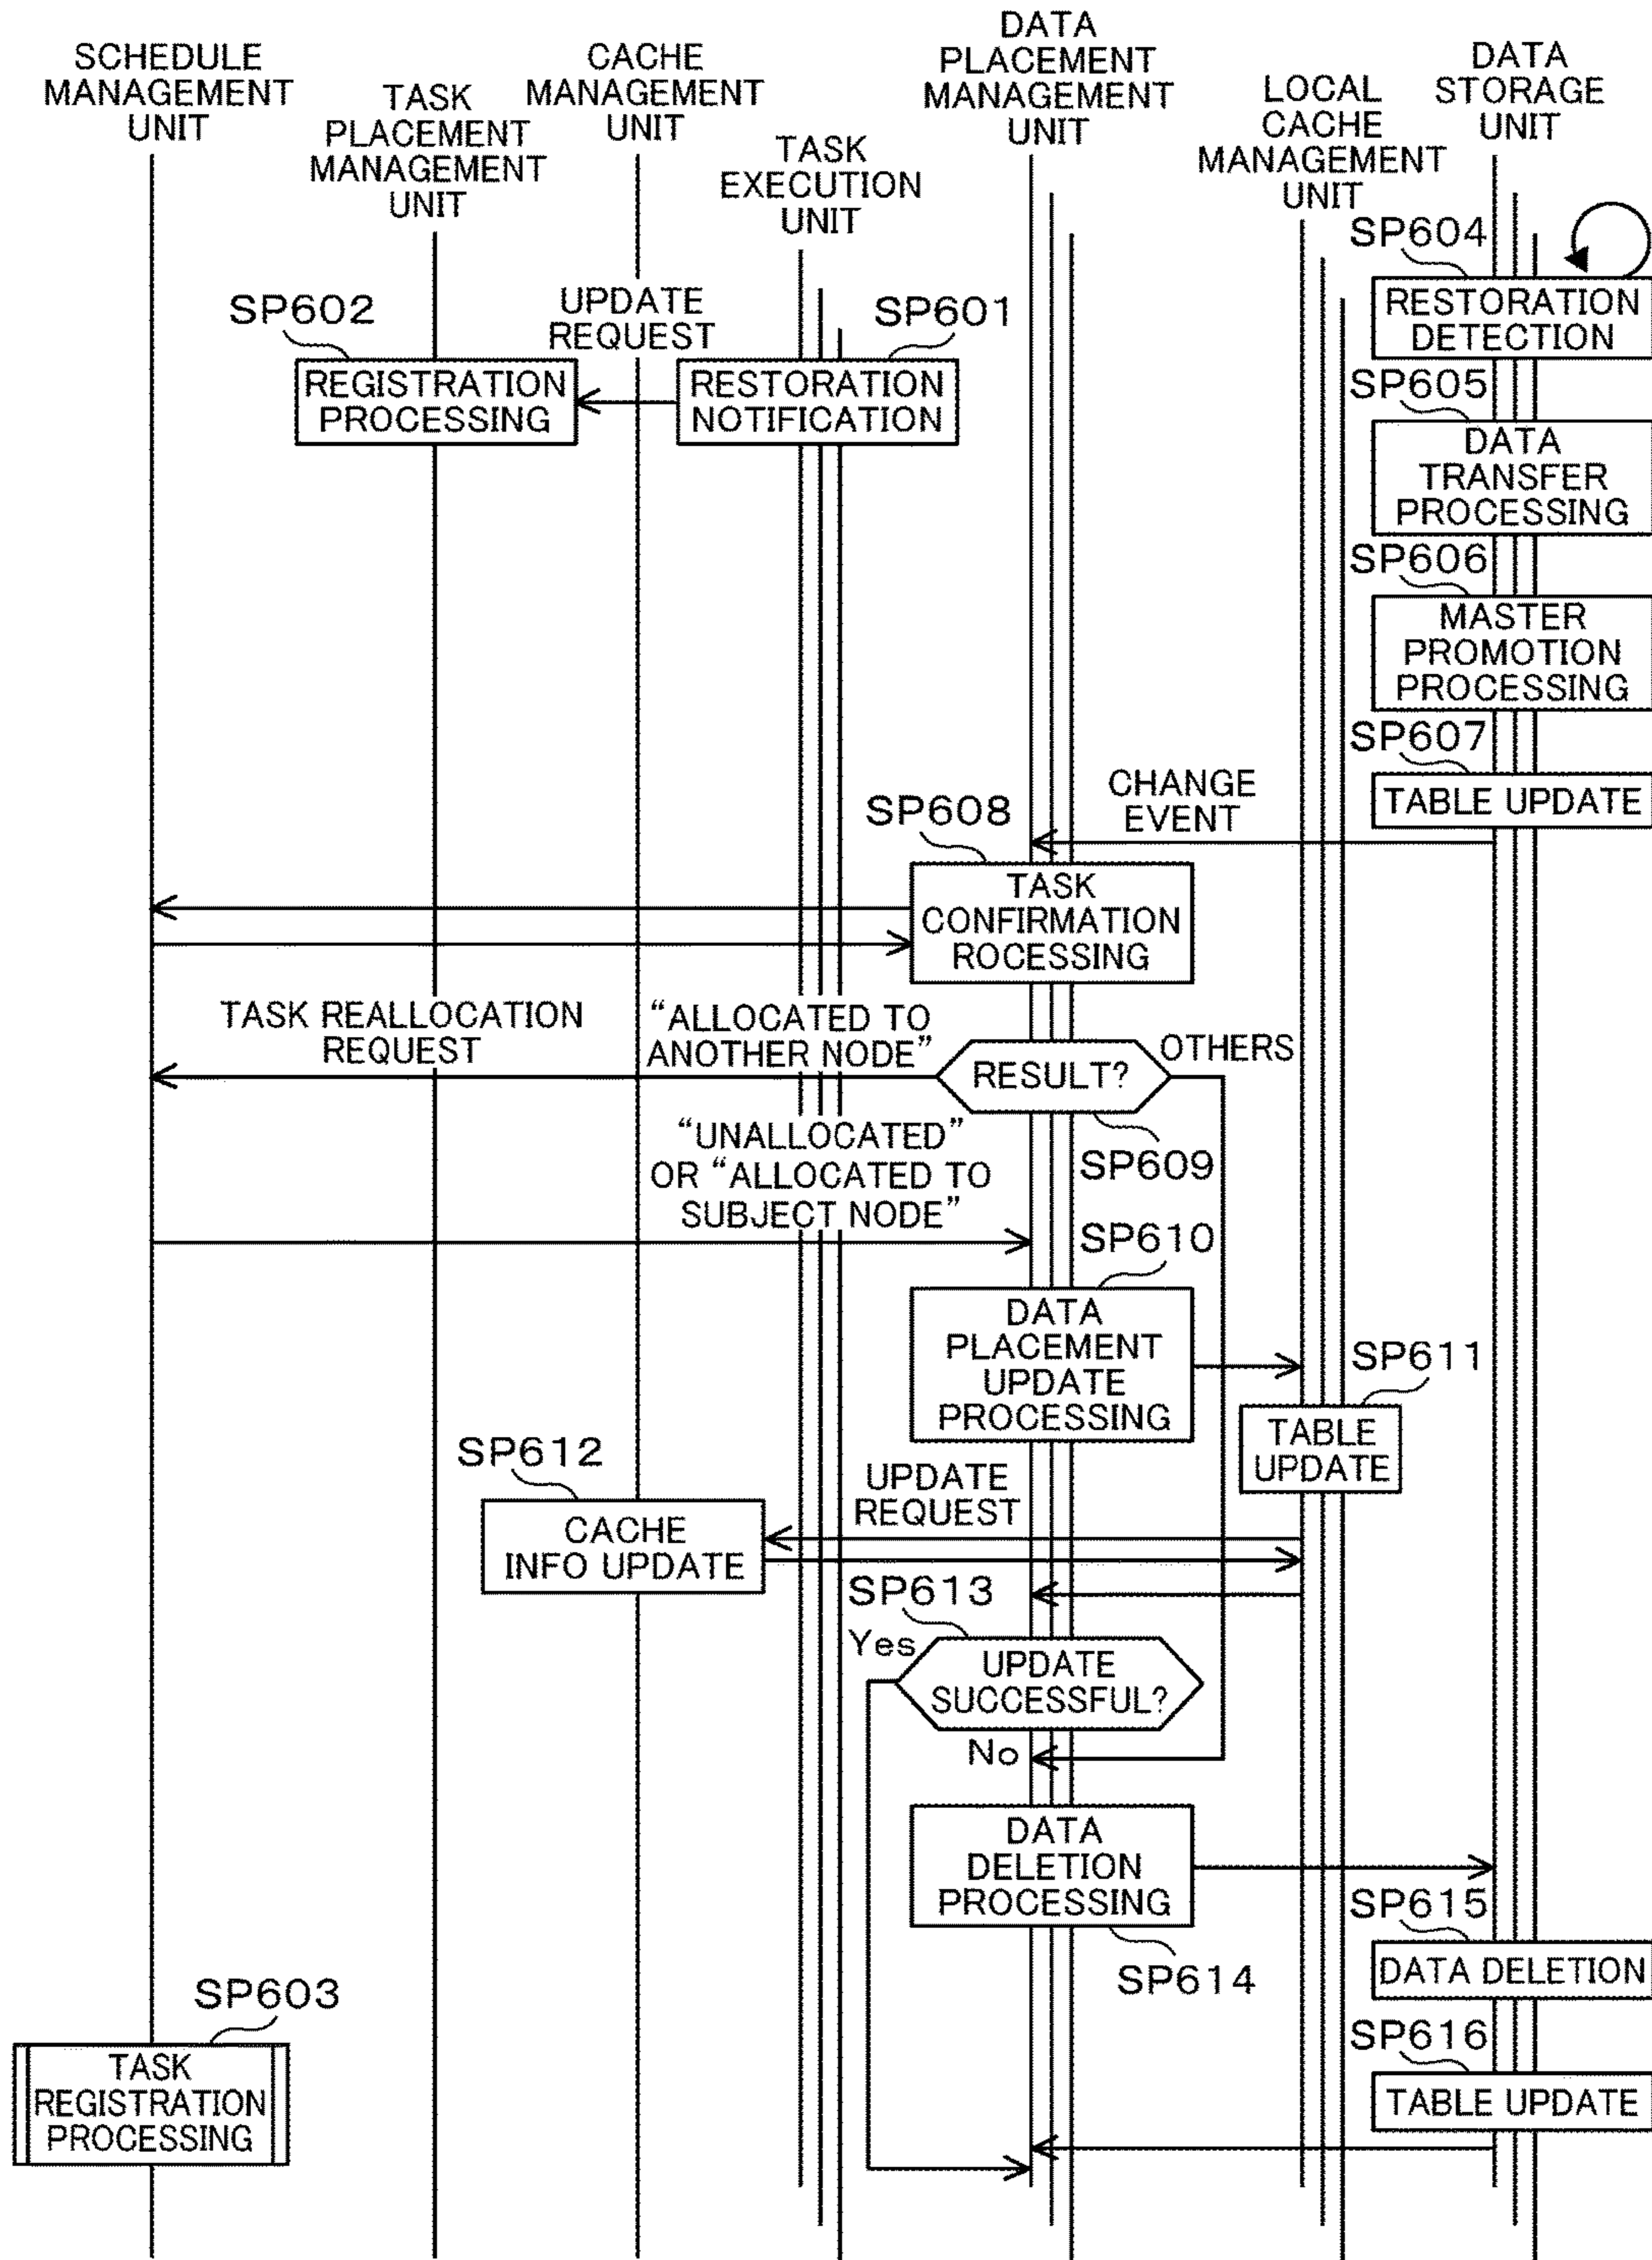 SCHEDULE
MANAGEMENT
UNIT
TASK
PLACEMENT
MANAGEMENT
UNIT
CACHE
MANAGEMENT
UNIT
TASK
EXECUTION
UNIT
DATA
PLACEMENT
MANAGEMENT
UNIT
LOCAL
CACHE
MANAGEMENT
UNIT
DATA
STORAGE
UNIT
SP604
RESTORATION
DETECTION
SP602
UPDATE
REQUEST
SP601
REGISTRATION
PROCESSING
RESTORATION
NOTIFICATION
SP605
DATA
TRANSFER
PROCESSING
SP606
MASTER
PROMOTION
PROCESSING
SP607
TABLE UPDATE
CHANGE
EVENT
SP608
TASK
CONFIRMATION
ROCESSING
TASK REALLOCATION
REQUEST
“ALLOCATED TO
ANOTHER NODE”
RESULT?
OTHERS
SP609
“UNALLOCATED”
OR “ALLOCATED TO
SUBJECT NODE”
SP610
DATA
PLACEMENT
UPDATE
PROCESSING
SP611
TABLE
UPDATE
SP612
CACHE
INFO UPDATE
UPDATE
REQUEST
SP613
Yes
UPDATE
SUCCESSFUL?
No
DATA
DELETION
PROCESSING
SP614
SP615
DATA DELETION
SP603
TASK
REGISTRATION
PROCESSING
SP616
TABLE UPDATE